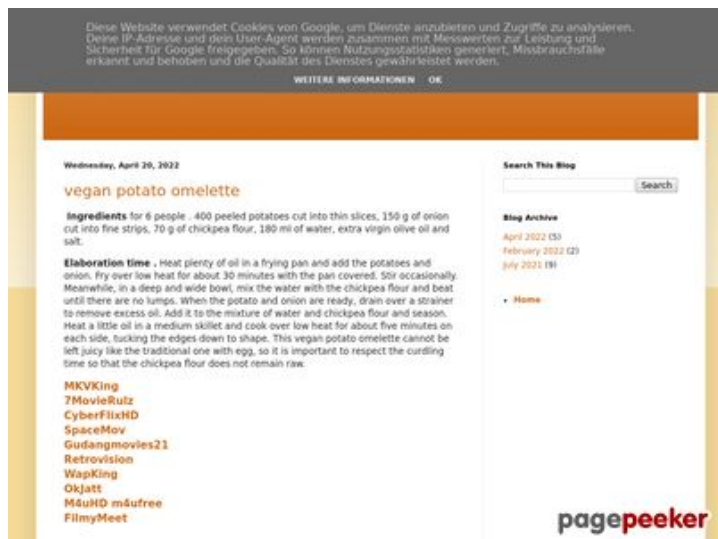 Diese Website verwendet Cookies von Google, um Dienste anzubieten und Zugriffe zu analysieren.
Deine IP-Adresse und dein User-Agent werden zusammen mit Messwerten zur Leistung und
Sicherheit für Google freigegeben. So können Nutzungsstatistiken generiert, Missbrauchsfälle
erkannt und behoben und die Qualität des Dienstes gewährleistet werden.
WEITERE INFORMATIONEN OK
Wednesday, April 20, 2022
vegan potato omelette
Ingredients for 6 people . 400 peeled potatoes cut into thin slices, 150 g of onion
cut into fine strips, 70 g of chickpea flour, 180 ml of water, extra virgin olive oil and
salt.
Elaboration time . Heat plenty of oil in a frying pan and add the potatoes and
onion. Fry over low heat for about 30 minutes with the pan covered. Stir occasionally.
Meanwhile, in a deep and wide bowl, mix the water with the chickpea flour and beat
until there are no lumps. When the potato and onion are ready, drain over a strainer
to remove excess oil. Add it to the mixture of water and chickpea flour and season.
Heat a little oil in a medium skillet and cook over low heat for about five minutes on
each side, tucking the edges down to shape. This vegan potato omelette cannot be
left juicy like the traditional one with egg, so it is important to respect the curdling
time so that the chickpea flour does not remain raw.
MKVKing
7MovieRulz
CyberFlixHD
SpaceMov
Gudangmovies21
Retrovision
WapKing
OkJatt
M4uHD m4ufree
FilmyMeet
Search This Blog
Search
Blog Archive
April 2022 (5)
February 2022 (2)
July 2021 (9)
Home
pagepeeker